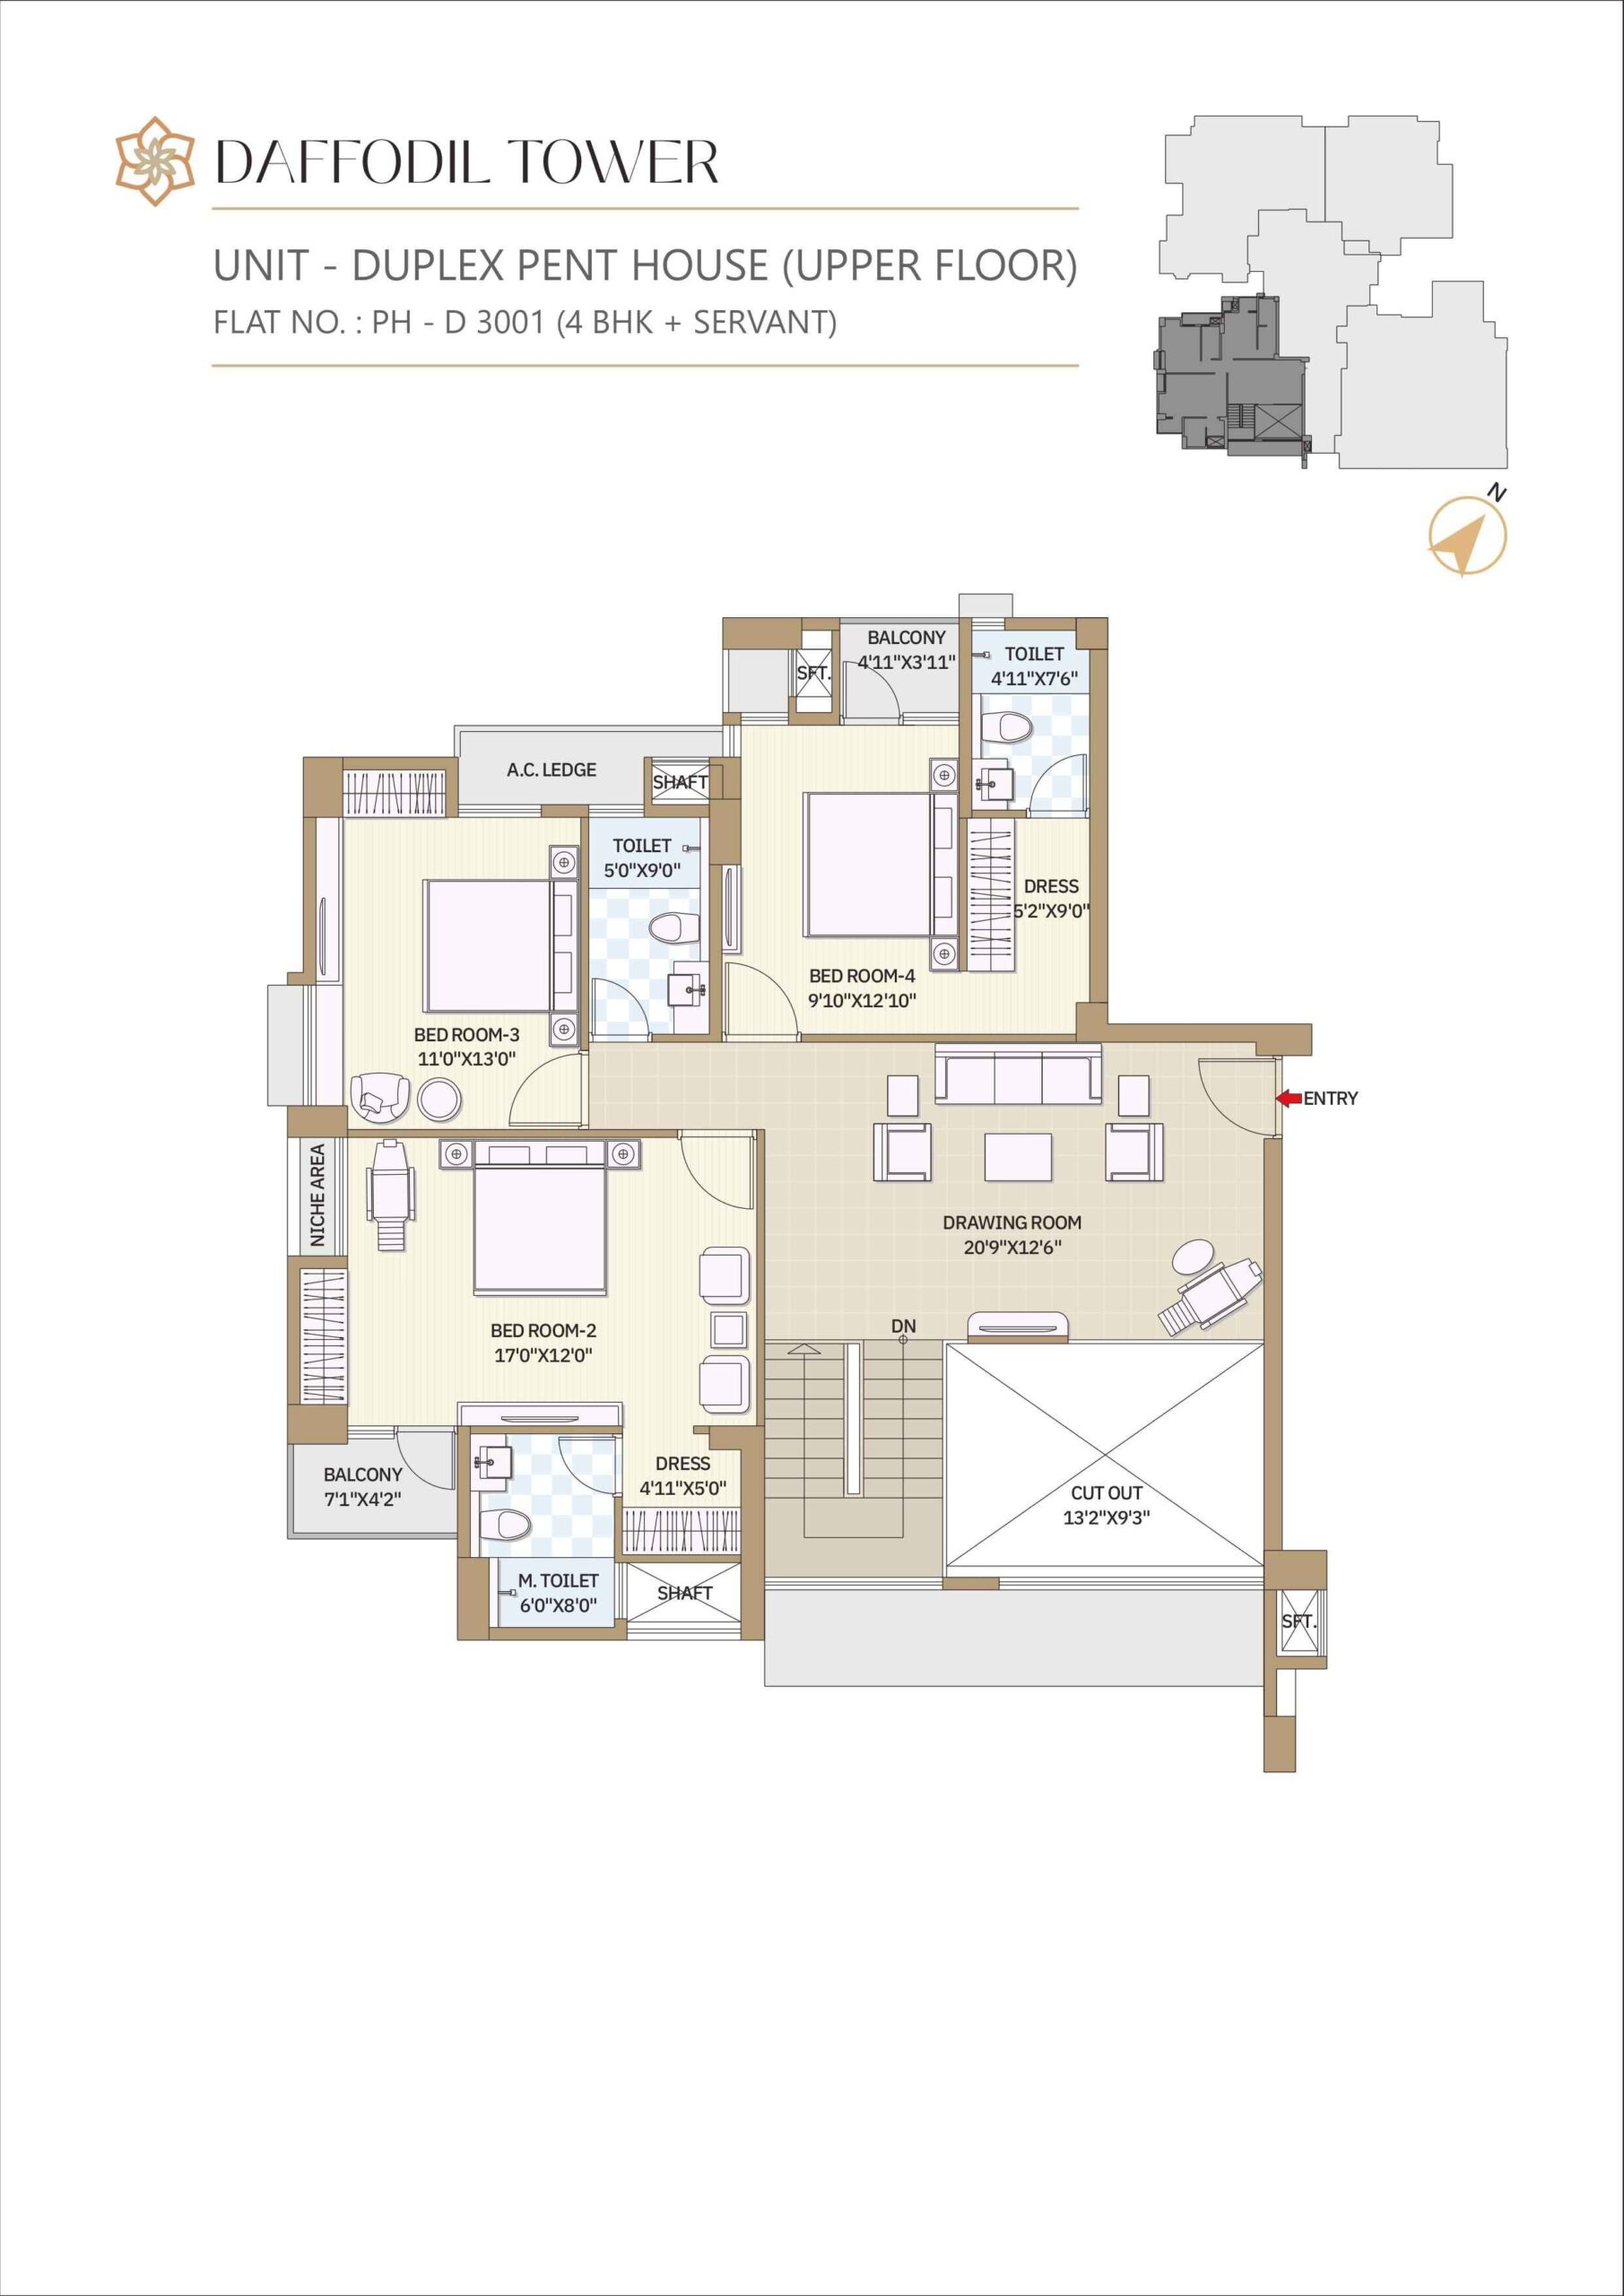 DAFFODIL TOWER
UNIT - DUPLEX PENT HOUSE (UPPER FLOOR)
FLAT NO. : PH - D 3001 (4 BHK + SERVANT)
N
BALCONY
4'11"X3'11"
SFT.
TOILET
4'11"X7'6"
A.C. LEDGE
SHAFT
TOILET
5'0"X9'0"
DRESS
5'2"X9'0"
BED ROOM-4
9'10"X12'10"
BED ROOM-3
11'0"X13'0"
ENTRY
NICHE AREA
DRAWING ROOM
20'9"X12'6"
BED ROOM-2
17'0"X12'0"
DN
BALCONY
7'1"X4'2"
DRESS
4'11"X5'0"
CUT OUT
13'2"X9'3"
M. TOILET
6'0"X8'0"
SHAFT
SFT.